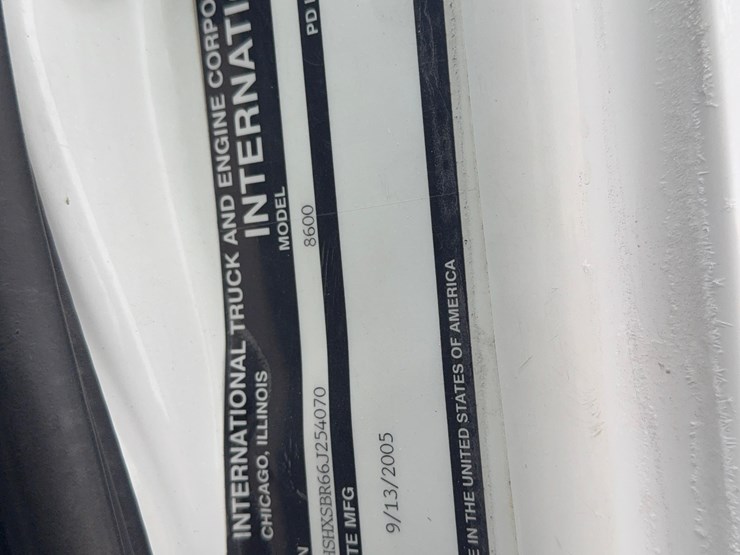 INTERNATIONAL TRUCK AND ENGINE CORPO
CHICAGO, ILLINOIS INTERNATI
N MODEL PD
HSHXSBR66J254070 8600
TE MFG
9/13/2005
E IN THE UNITED STATES OF AMERICA